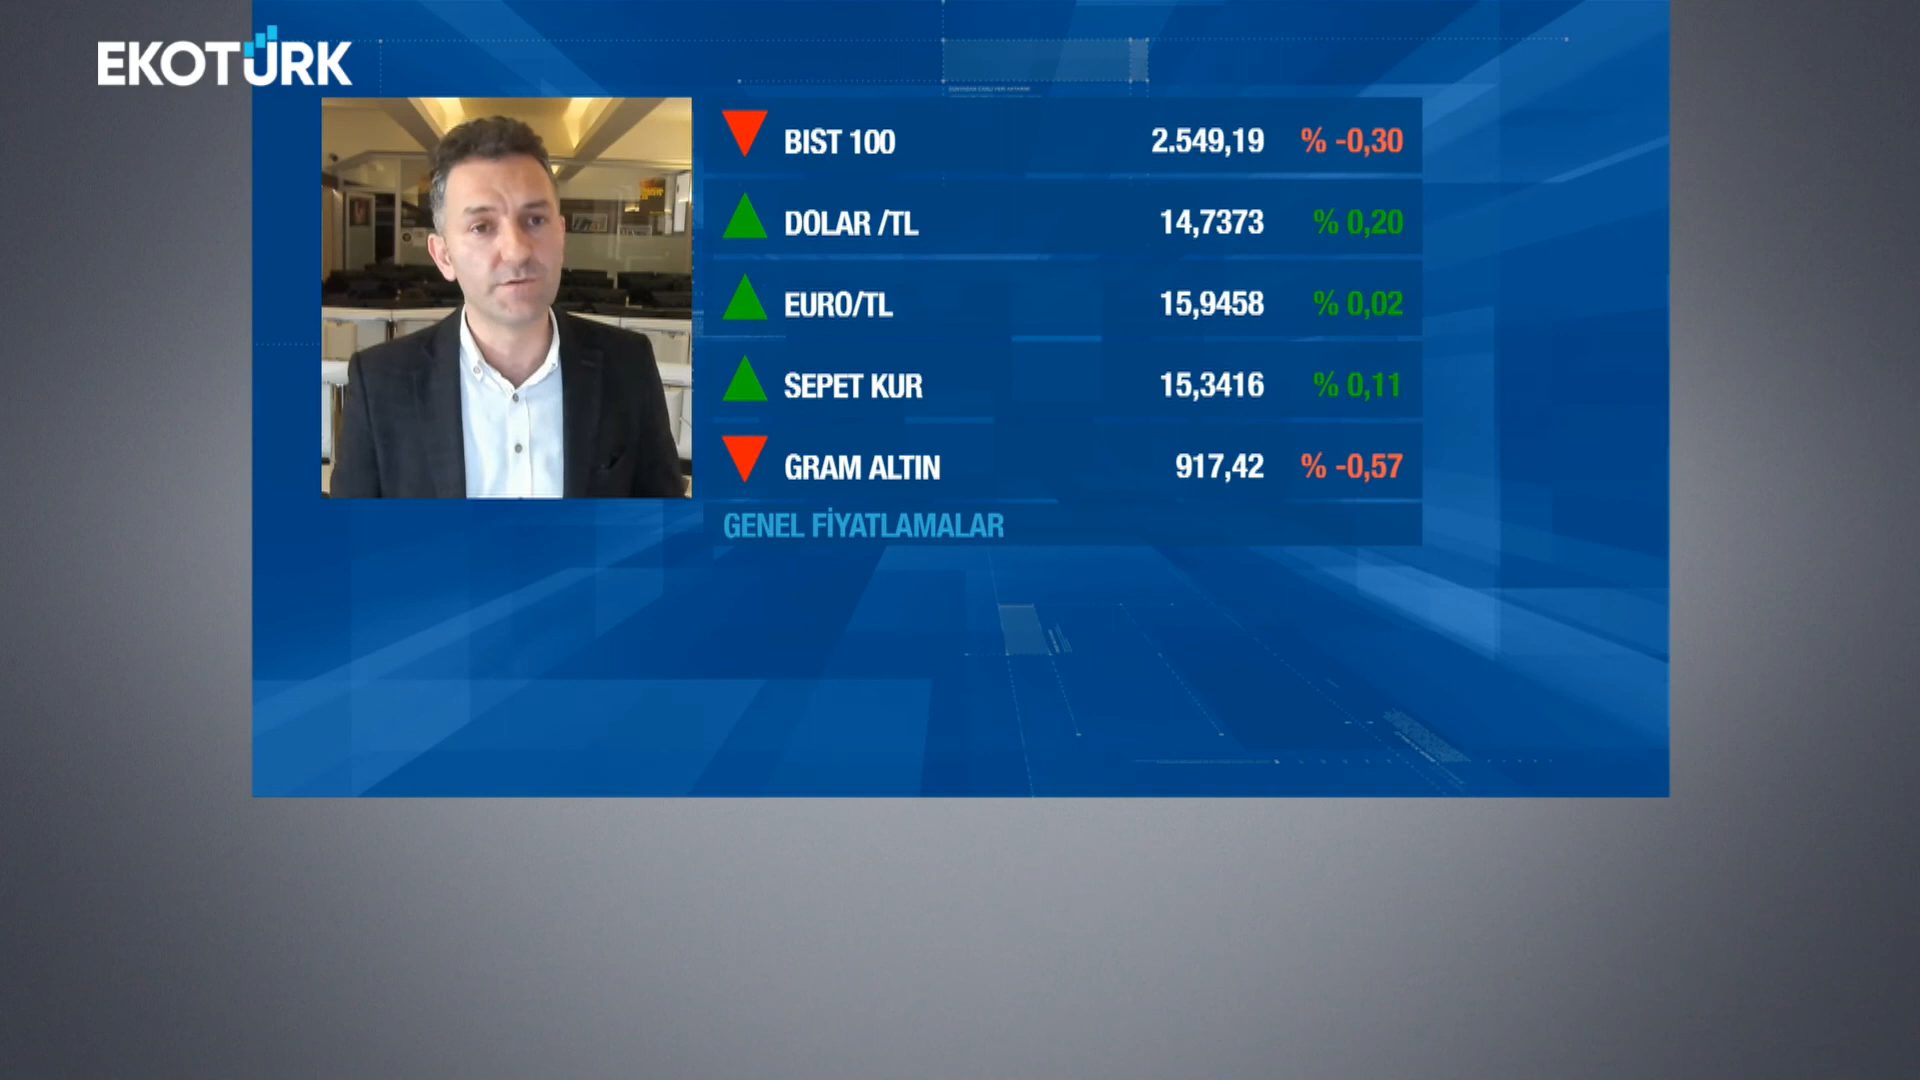 EKOTÜRK
BIST 100 2.549,19 % -0,30
DOLAR /TL 14,7373 % 0,20
EURO/TL 15,9458 % 0,02
SEPET KUR 15,3416 % 0,11
GRAM ALTIN 917,42 % -0,57
GENEL FİYATLAMALAR